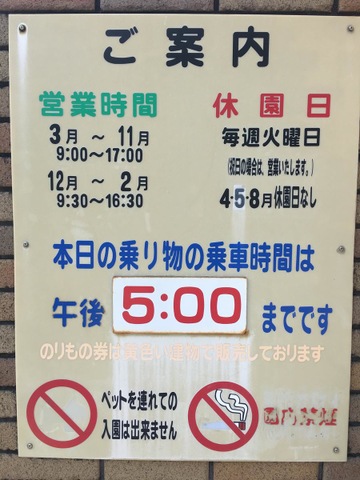 ご案内
営業時間
休園日
3月 ～ 11月
9:00～17:00
12月 ～ 2月
9:30～16:30
毎週火曜日
(祝日の場合は、営業いたします。)
4・5・8月休園日なし
本日の乗り物の乗車時間は
午後 5:00 までです
のりもの券は黄色い建物で販売しております
ペットを連れての
入園は出来ません
園内禁煙